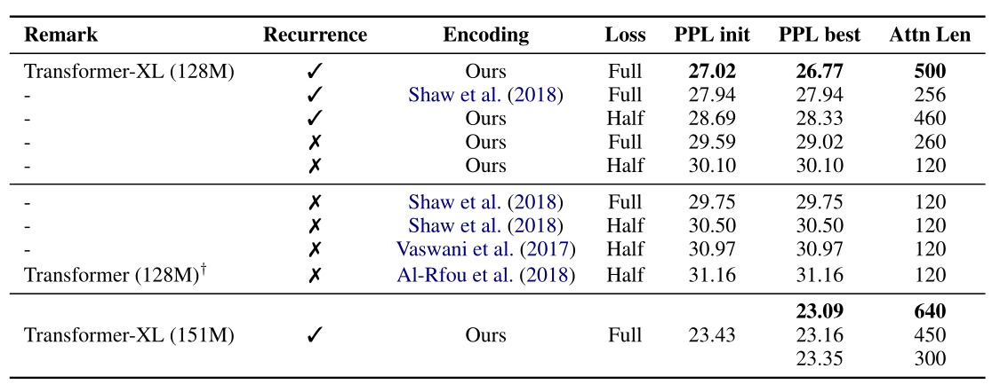 Remark Recurrence Encoding Loss PPL init PPL best Attn Len
Transformer-XL (128M) ✓ Ours Full 27.02 26.77 500
- ✓ Shaw et al. (2018) Full 27.94 27.94 256
- ✓ Ours Half 28.69 28.33 460
- ✗ Ours Full 29.59 29.02 260
- ✗ Ours Half 30.10 30.10 120
- ✗ Shaw et al. (2018) Full 29.75 29.75 120
- ✗ Shaw et al. (2018) Half 30.50 30.50 120
- ✗ Vaswani et al. (2017) Half 30.97 30.97 120
Transformer (128M)† ✗ Al-Rfou et al. (2018) Half 31.16 31.16 120
23.09 640
Transformer-XL (151M) ✓ Ours Full 23.43 23.16 450
23.35 300